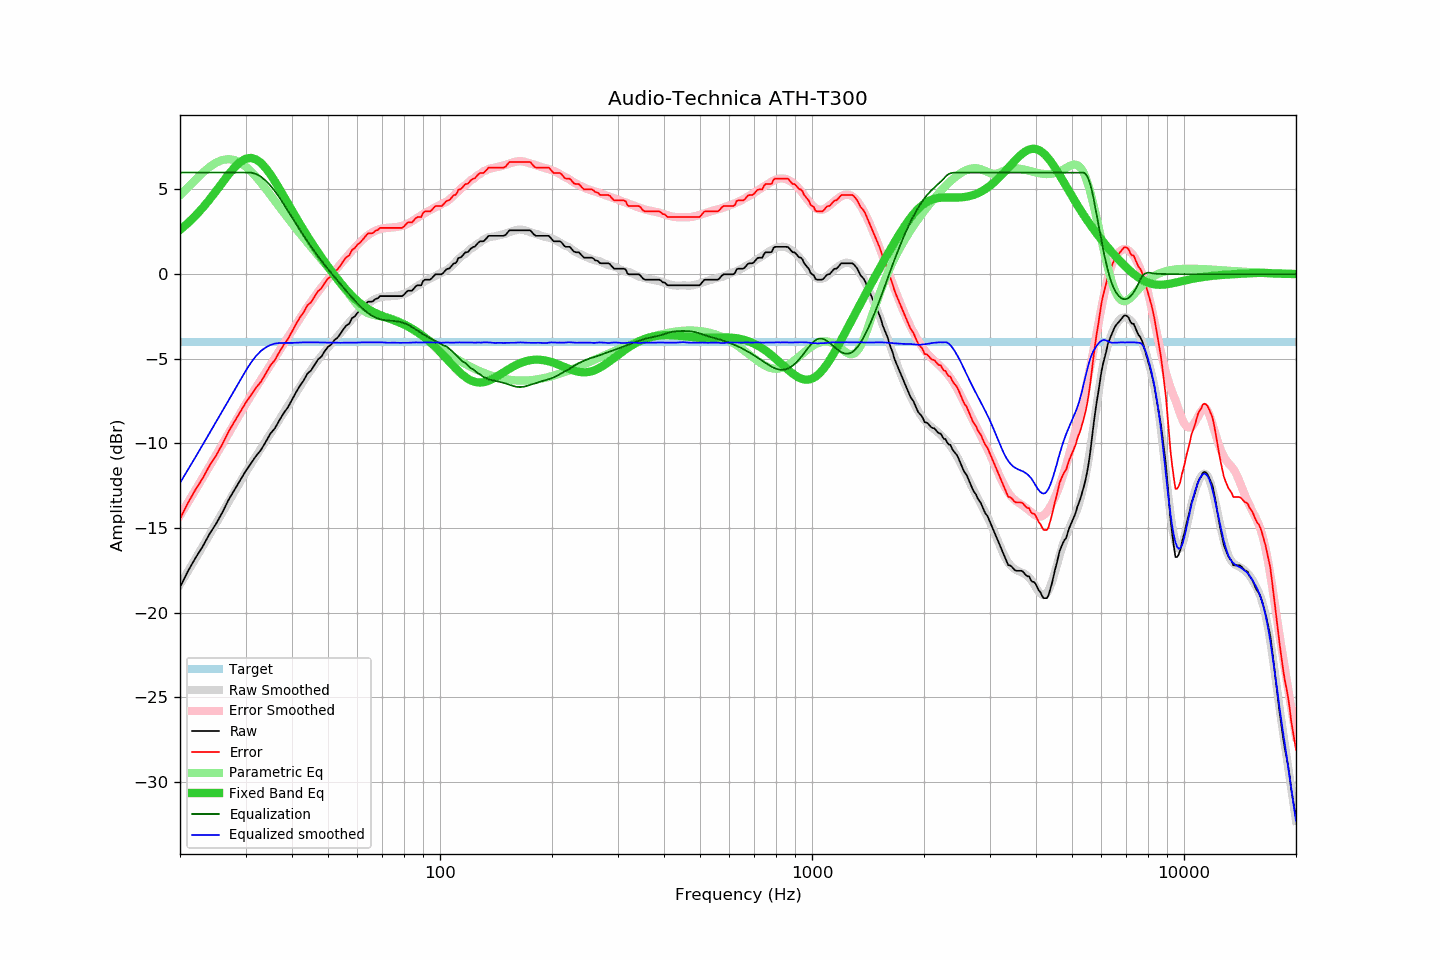 Audio-Technica ATH-T300
Amplitude (dBr)
5
0
−5
−10
−15
−20
−25
−30
Target
Raw Smoothed
Error Smoothed
Raw
Error
Parametric Eq
Fixed Band Eq
Equalization
Equalized smoothed
100
1000
10000
Frequency (Hz)